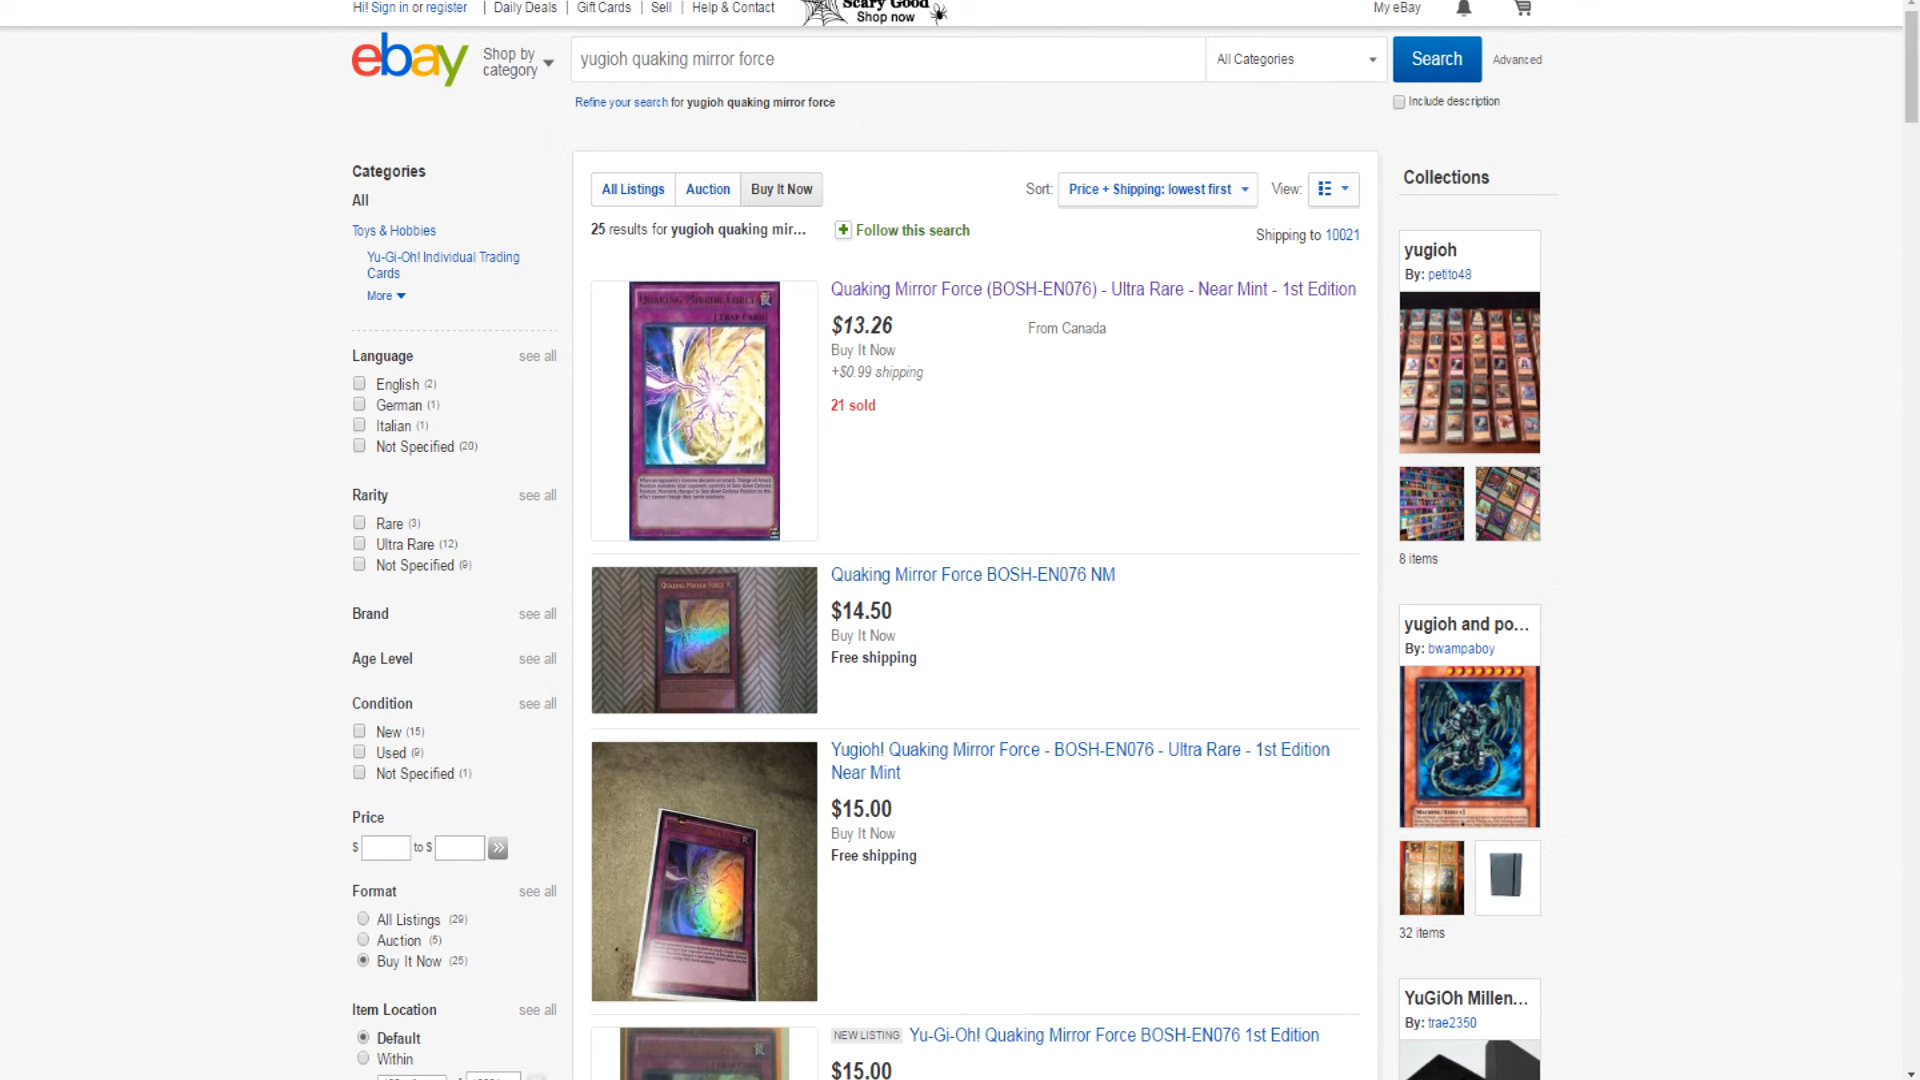 Hi! Sign in or register | Daily Deals | Gift Cards | Sell | Help & Contact
Scary Good
Shop now
My eBay
ebay
Shop by
category
yugioh quaking mirror force
All Categories
Search
Advanced
Refine your search for yugioh quaking mirror force
Include description
Categories
All
Toys & Hobbies
Yu-Gi-Oh! Individual Trading
Cards
More
Language see all
English (2)
German (1)
Italian (1)
Not Specified (20)
Rarity see all
Rare (3)
Ultra Rare (12)
Not Specified (9)
Brand see all
Age Level see all
Condition see all
New (15)
Used (9)
Not Specified (1)
Price
$ to $
Format see all
All Listings (29)
Auction (5)
Buy It Now (25)
Item Location see all
Default
Within
All Listings Auction Buy It Now
Sort: Price + Shipping: lowest first View:
25 results for yugioh quaking mir...
Follow this search
Shipping to 10021
QUAKING MIRROR FORCE
[TRAP CARD]
Quaking Mirror Force (BOSH-EN076) - Ultra Rare - Near Mint - 1st Edition
$13.26 From Canada
Buy It Now
+$0.99 shipping
21 sold
QUAKING MIRROR FORCE
Quaking Mirror Force BOSH-EN076 NM
$14.50
Buy It Now
Free shipping
Yugioh! Quaking Mirror Force - BOSH-EN076 - Ultra Rare - 1st Edition
Near Mint
$15.00
Buy It Now
Free shipping
NEW LISTING Yu-Gi-Oh! Quaking Mirror Force BOSH-EN076 1st Edition
$15.00
Collections
yugioh
By: petito48
8 items
yugioh and po...
By: bwampaboy
32 items
YuGiOh Millen...
By: trae2350